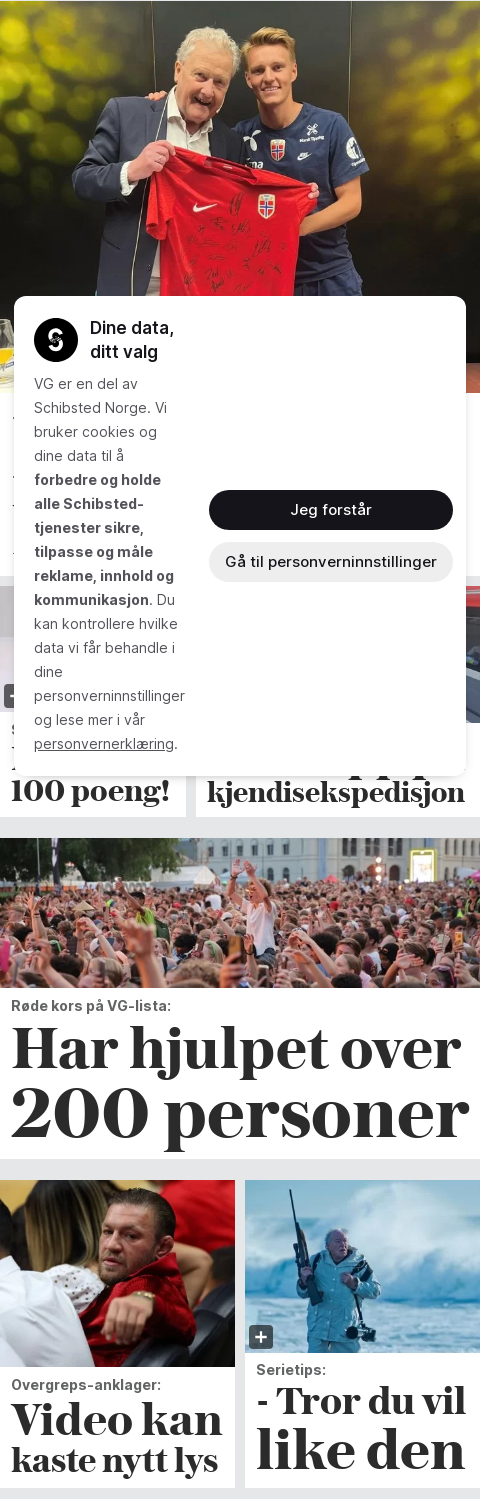 Dine data,
ditt valg
VG er en del av
Schibsted Norge. Vi
bruker cookies og
dine data til å
forbedre og holde
alle Schibsted-
tjenester sikre,
tilpasse og måle
reklame, innhold og
kommunikasjon. Du
kan kontrollere hvilke
data vi får behandle i
dine
personverninnstillinger
og lese mer i vår
personvernerklæring.
Jeg forstår
Gå til personverninnstillinger
100 poeng!
kjendisekspedisjon
Røde kors på VG-lista:
Har hjulpet over
200 personer
Overgreps-anklager:
Video kan
kaste nytt lys
Serietips:
- Tror du vil
like den